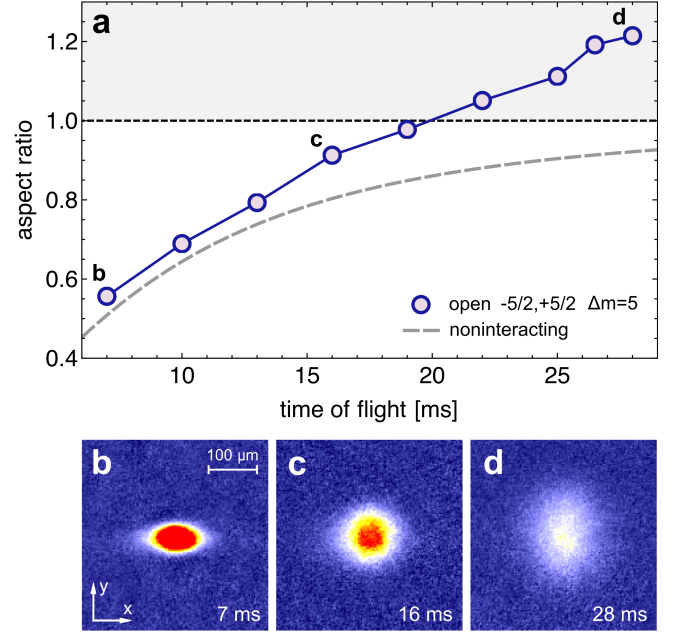 a
d
c
b
1.2
1.0
0.8
0.6
0.4
aspect ratio
open -5/2,+5/2 Δm=5
noninteracting
10 15 20 25
time of flight [ms]
b
100 μm
y
x
7 ms
c
16 ms
d
28 ms